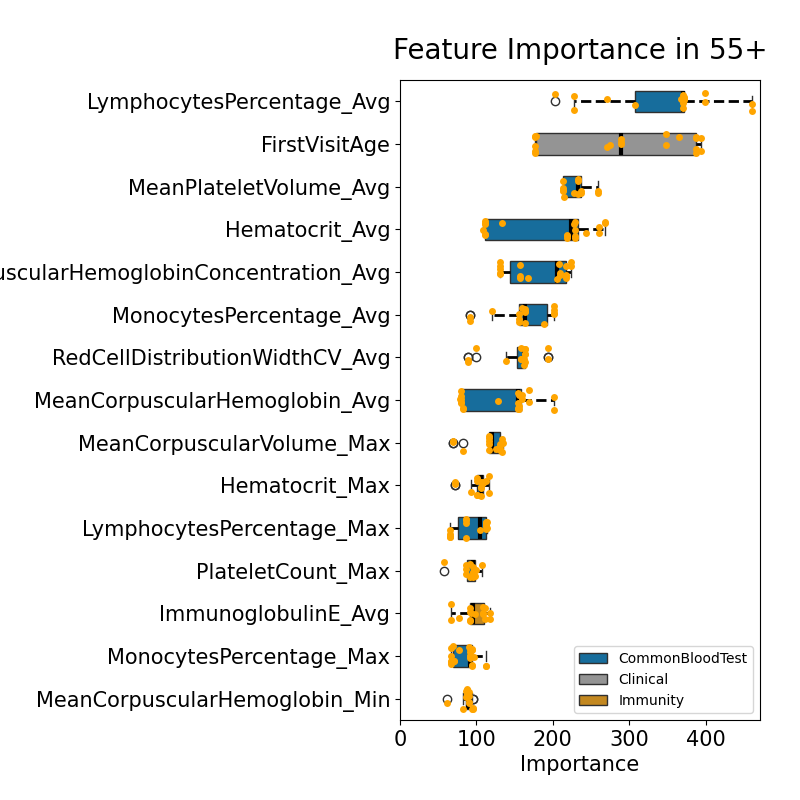 Feature Importance in 55+
LymphocytesPercentage_Avg
FirstVisitAge
MeanPlateletVolume_Avg
Hematocrit_Avg
uscularHemoglobinConcentration_Avg
MonocytesPercentage_Avg
RedCellDistributionWidthCV_Avg
MeanCorpuscularHemoglobin_Avg
MeanCorpuscularVolume_Max
Hematocrit_Max
LymphocytesPercentage_Max
PlateletCount_Max
ImmunoglobulinE_Avg
MonocytesPercentage_Max
MeanCorpuscularHemoglobin_Min
CommonBloodTest
Clinical
Immunity
0 100 200 300 400
Importance